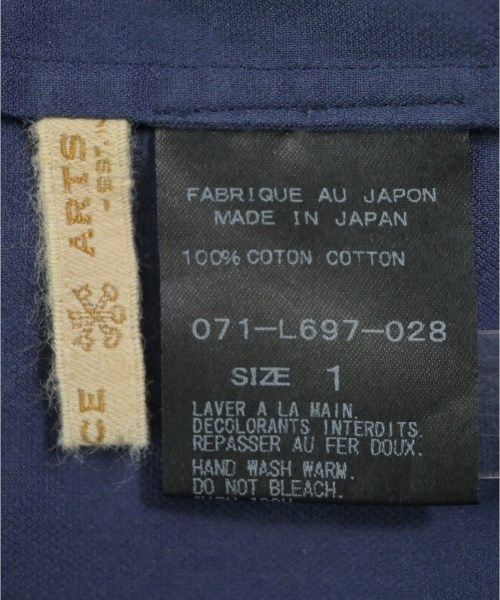 FABRIQUE AU JAPON
MADE IN JAPAN
100% COTON COTTON
071-L697-028
SIZE 1
LAVER A LA MAIN.
DECOLORANTS INTERDITS.
REPASSER AU FER DOUX.
HAND WASH WARM.
DO NOT BLEACH.
CE ARTS